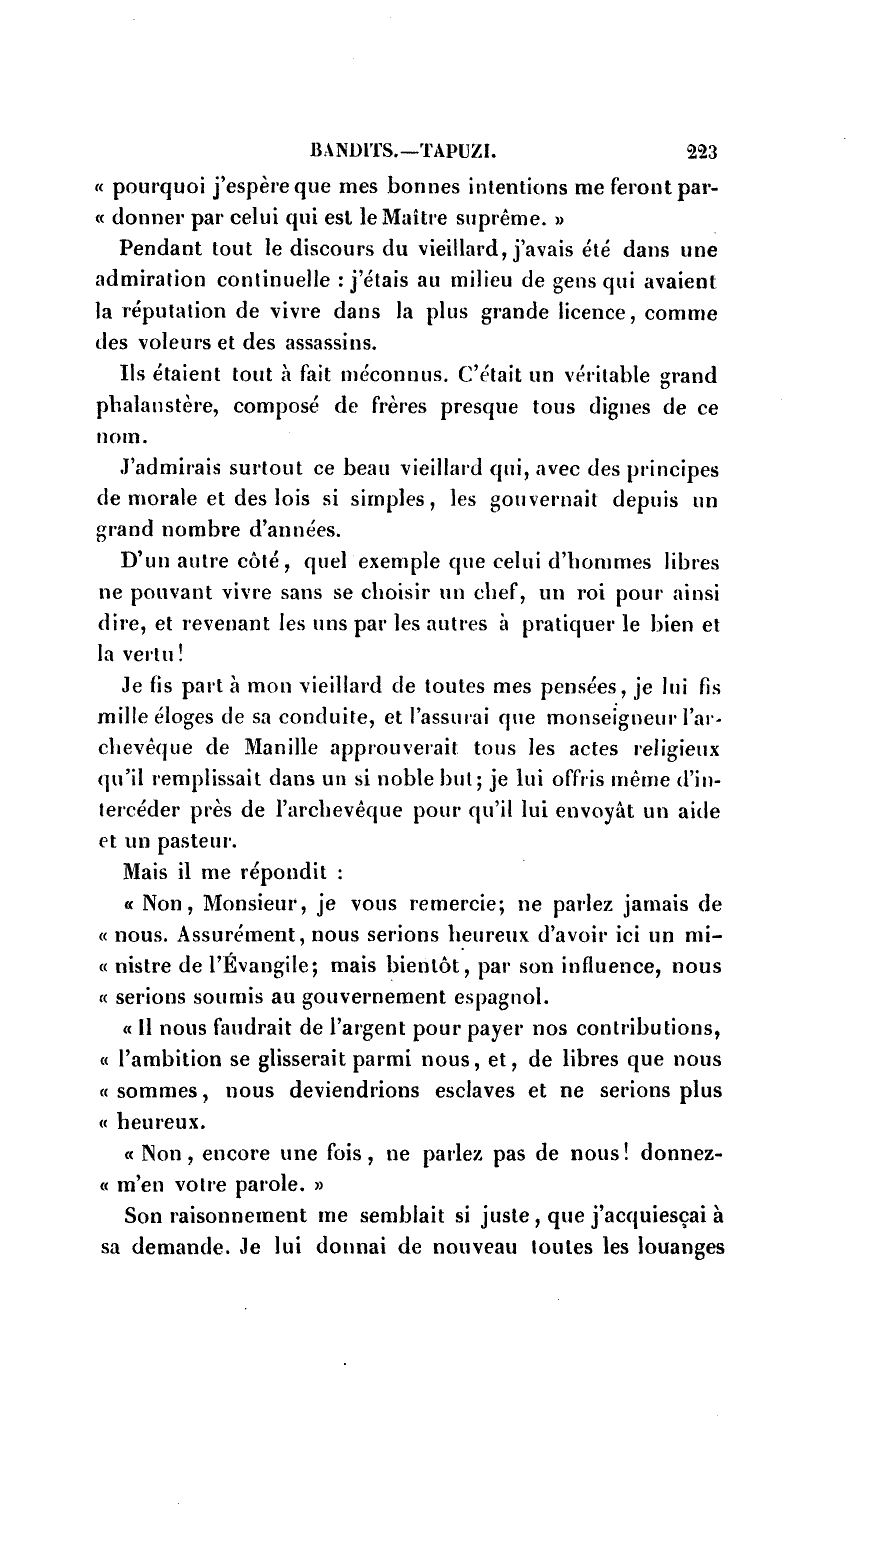 BANDITS.—TAPUZI. 223
« pourquoi j'espère que mes bonnes intentions me feront par-
« donner par celui qui est le Maître suprême. »
Pendant tout le discours du vieillard, j'avais été dans une
admiration continuelle : j'étais au milieu de gens qui avaient
la réputation de vivre dans la plus grande licence, comme
des voleurs et des assassins.
Ils étaient tout à fait méconnus. C'était un véritable grand
phalanstère, composé de frères presque tous dignes de ce
nom.
J'admirais surtout ce beau vieillard qui, avec des principes
de morale et des lois si simples, les gouvernait depuis un
grand nombre d'années.
D'un autre côté, quel exemple que celui d'hommes libres
ne pouvant vivre sans se choisir un chef, un roi pour ainsi
dire, et revenant les uns par les autres à pratiquer le bien et
la vertu!
Je fis part à mon vieillard de toutes mes pensées, je lui fis
mille éloges de sa conduite, et l'assurai que monseigneur l'ar-
chevêque de Manille approuverait tous les actes religieux
qu'il remplissait dans un si noble but; je lui offris même d'in-
tercéder près de l'archevêque pour qu'il lui envoyât un aide
et un pasteur.
Mais il me répondit :
« Non, Monsieur, je vous remercie; ne parlez jamais de
« nous. Assurément, nous serions heureux d'avoir ici un mi-
« nistre de l'Évangile; mais bientôt, par son influence, nous
« serions soumis au gouvernement espagnol.
« Il nous faudrait de l'argent pour payer nos contributions,
« l'ambition se glisserait parmi nous, et, de libres que nous
« sommes, nous deviendrions esclaves et ne serions plus
« heureux.
« Non, encore une fois, ne parlez pas de nous! donnez-
« m'en votre parole. »
Son raisonnement me semblait si juste, que j'acquiesçai à
sa demande. Je lui donnai de nouveau toutes les louanges